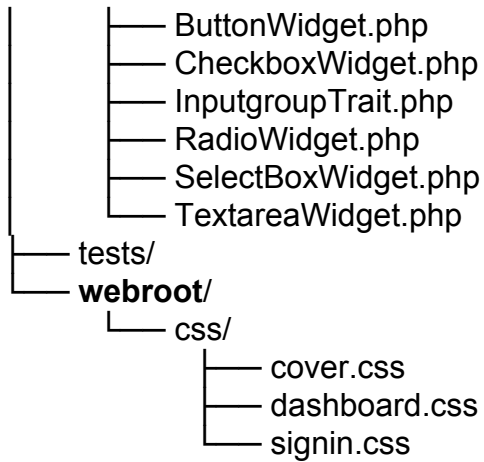 ButtonWidget.php
CheckboxWidget.php
InputgroupTrait.php
RadioWidget.php
SelectBoxWidget.php
TextareaWidget.php
tests/
webroot/
css/
cover.css
dashboard.css
signin.css